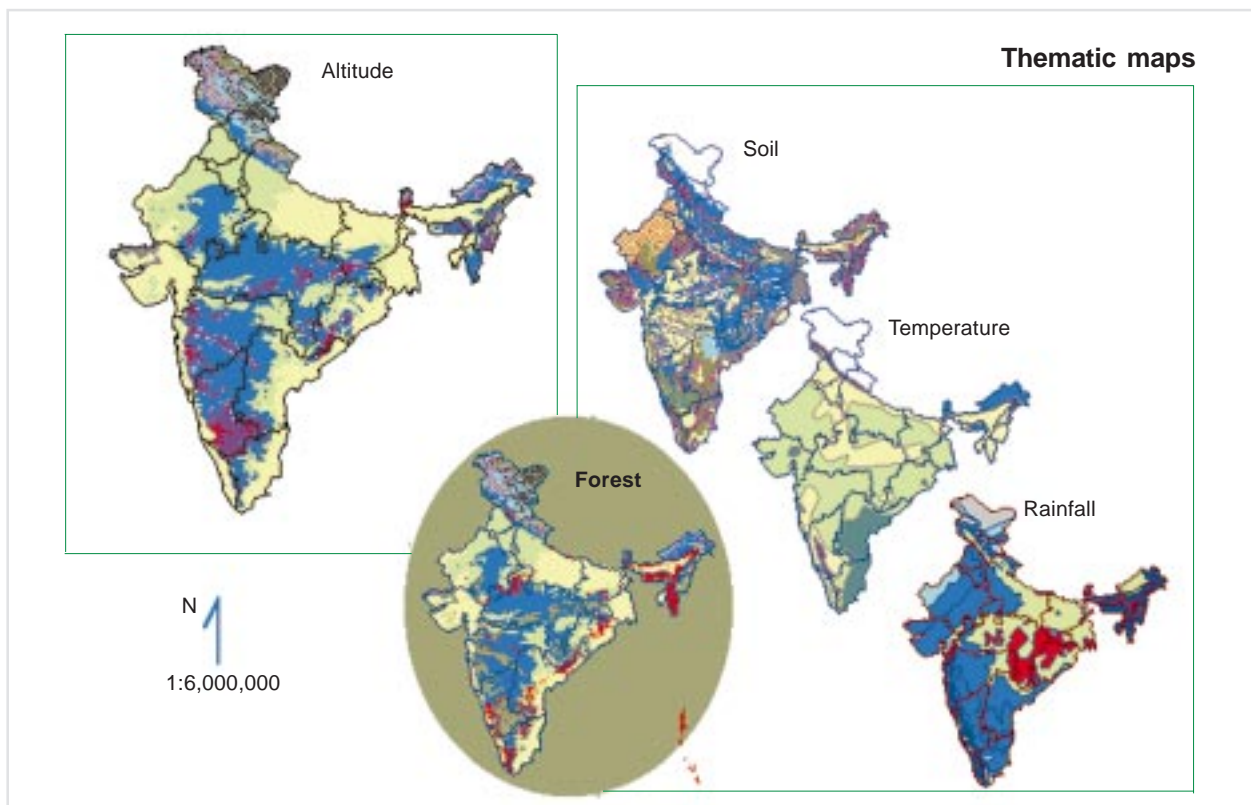 Thematic maps
Altitude
Soil
Temperature
Forest
Rainfall
N
1:6,000,000